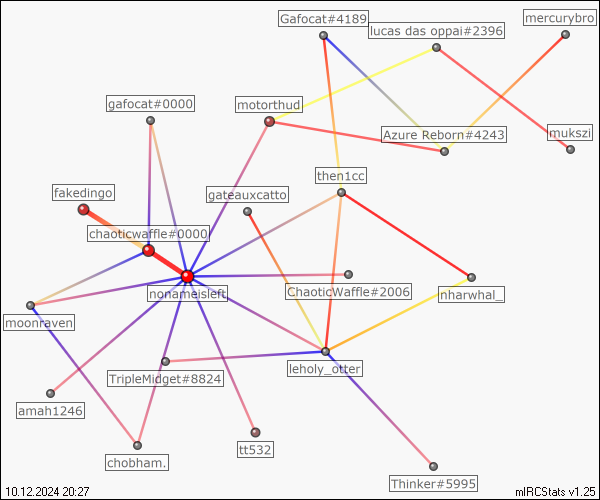 Gafocat#4189
mercurybro
lucas das oppai#2396
gafocat#0000
motorthud
Azure Reborn#4243
mukszi
then1cc
fakedingo
gateauxcatto
chaoticwaffle#0000
nonameisleft
ChaoticWaffle#2006
nharwhal_
moonraven
TripleMidget#8824
leholy_otter
amah1246
tt532
chobham.
Thinker#5995
10.12.2024 20:27
mIRCStats v1.25